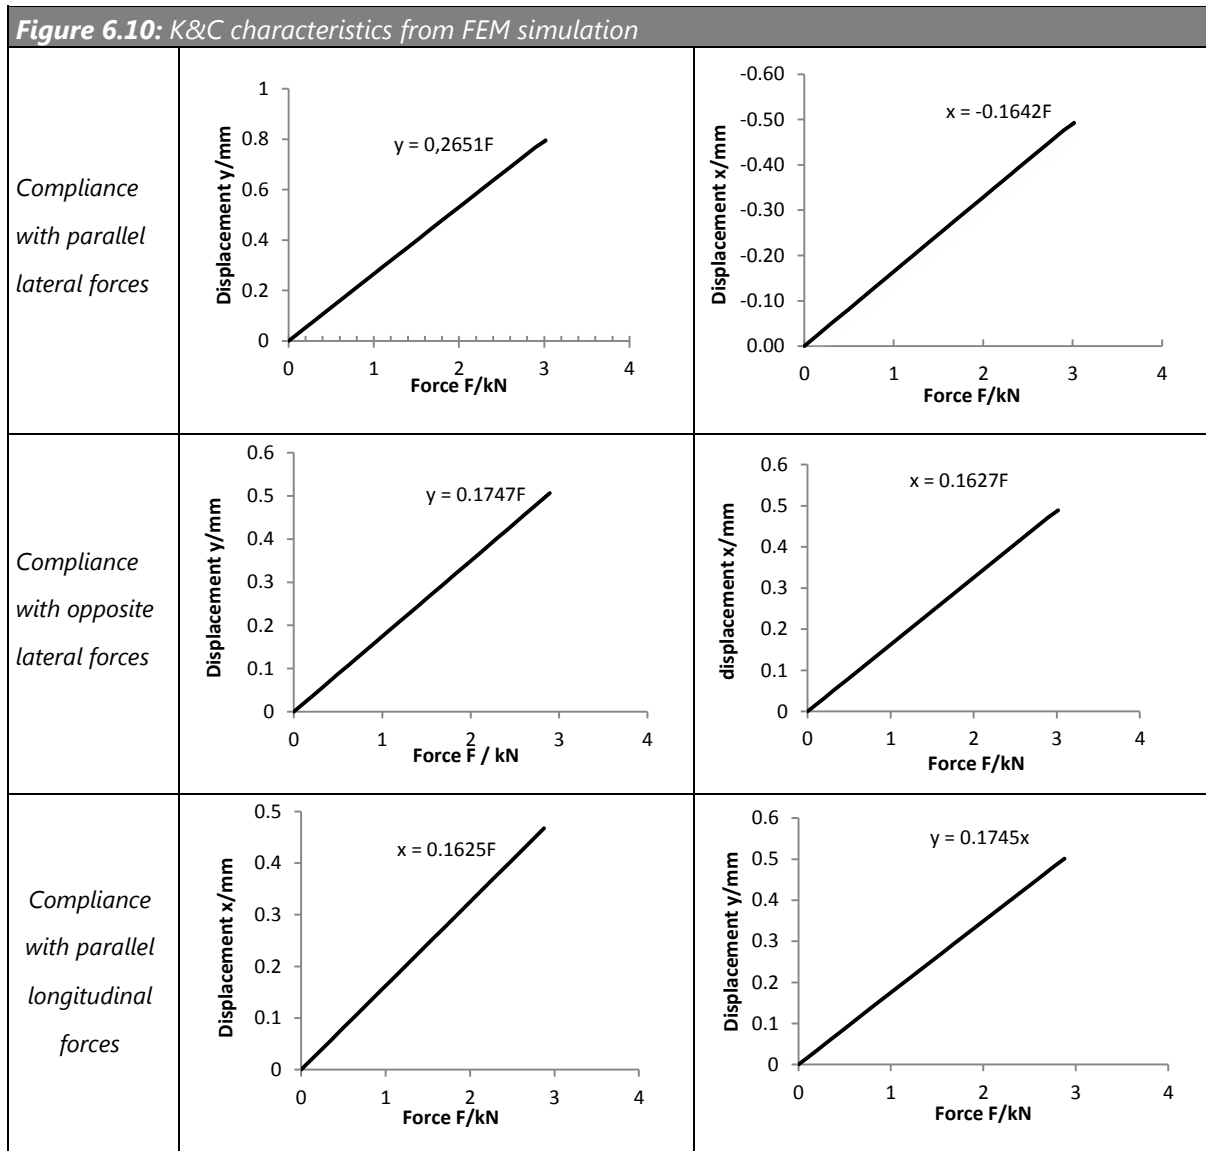 Figure 6.10: K&C characteristics from FEM simulation
Compliance
with parallel
lateral forces
Displacement y/mm
1
0.8
0.6
0.4
0.2
0
y = 0,2651F
0 1 2 3 4
Force F/kN
Displacement x/mm
-0.60
-0.50
-0.40
-0.30
-0.20
-0.10
0.00
x = -0.1642F
0 1 2 3 4
Force F/kN
Compliance
with opposite
lateral forces
Displacement y/mm
0.6
0.5
0.4
0.3
0.2
0.1
0
y = 0.1747F
0 1 2 3 4
Force F / kN
displacement x/mm
0.6
0.5
0.4
0.3
0.2
0.1
0
x = 0.1627F
0 1 2 3 4
Force F/kN
Compliance
with parallel
longitudinal
forces
Displacement x/mm
0.5
0.4
0.3
0.2
0.1
0
x = 0.1625F
0 1 2 3 4
Force F/kN
Displacement y/mm
0.6
0.5
0.4
0.3
0.2
0.1
0
y = 0.1745x
0 1 2 3 4
Force F/kN